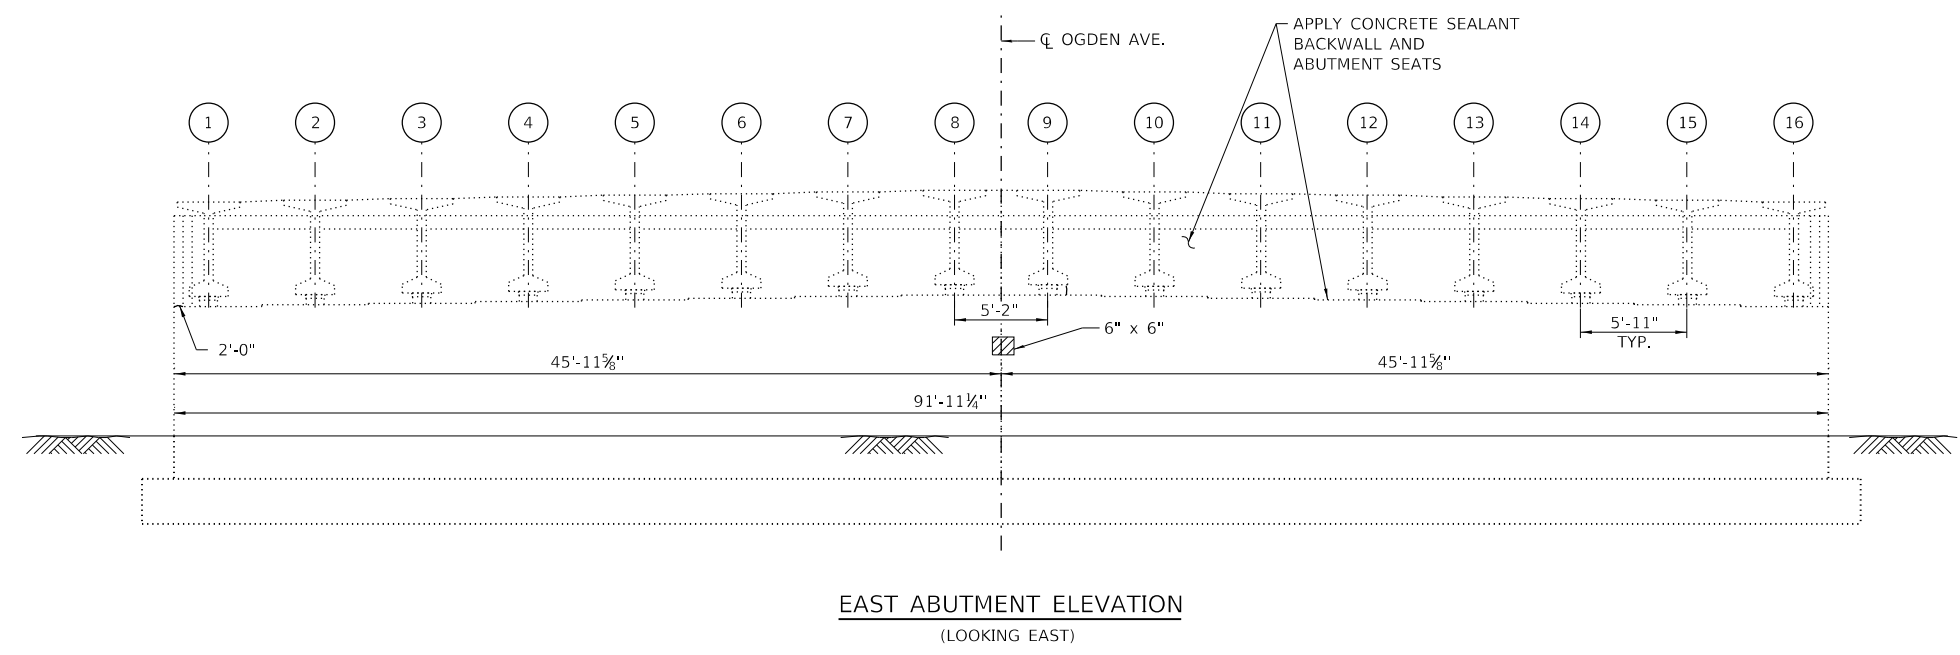 ℄ OGDEN AVE.
APPLY CONCRETE SEALANT
BACKWALL AND
ABUTMENT SEATS
1 2 3 4 5 6 7 8 9 10 11 12 13 14 15 16
5'-2"
5'-11"
TYP.
6" x 6"
2'-0"
45'-11⅝"
45'-11⅝"
91'-11¼"
EAST ABUTMENT ELEVATION
(LOOKING EAST)